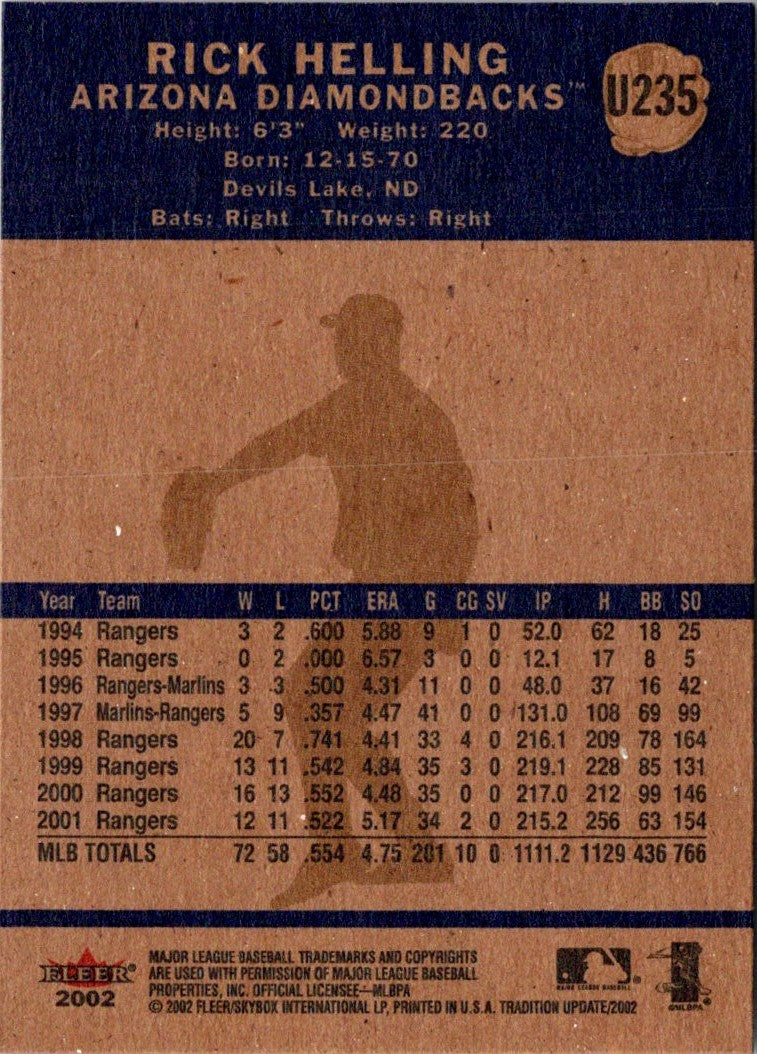 RICK HELLING
ARIZONA DIAMONDBACKS™
U235
Height: 6'3" Weight: 220
Born: 12-15-70
Devils Lake, ND
Bats: Right Throws: Right
Year Team W L PCT ERA G CG SV IP H BB SO
1994 Rangers 3 2 .600 5.88 9 1 0 52.0 62 18 25
1995 Rangers 0 2 .000 6.57 3 0 0 12.1 17 8 5
1996 Rangers-Marlins 3 3 .500 4.31 11 0 0 48.0 37 16 42
1997 Marlins-Rangers 5 9 .357 4.47 41 0 0 131.0 108 69 99
1998 Rangers 20 7 .741 4.41 33 4 0 216.1 209 78 164
1999 Rangers 13 11 .542 4.84 35 3 0 219.1 228 85 131
2000 Rangers 16 13 .552 4.48 35 0 0 217.0 212 99 146
2001 Rangers 12 11 .522 5.17 34 2 0 215.2 256 63 154
MLB TOTALS 72 58 .554 4.75 201 10 0 1111.2 1129 436 766
FLEER®
2002
MAJOR LEAGUE BASEBALL TRADEMARKS AND COPYRIGHTS
ARE USED WITH PERMISSION OF MAJOR LEAGUE BASEBALL
PROPERTIES, INC. OFFICIAL LICENSEE—MLBPA
© 2002 FLEER/SKYBOX INTERNATIONAL LP, PRINTED IN U.S.A. TRADITION UPDATE/2002
MAJOR LEAGUE BASEBALL
©MLBPA